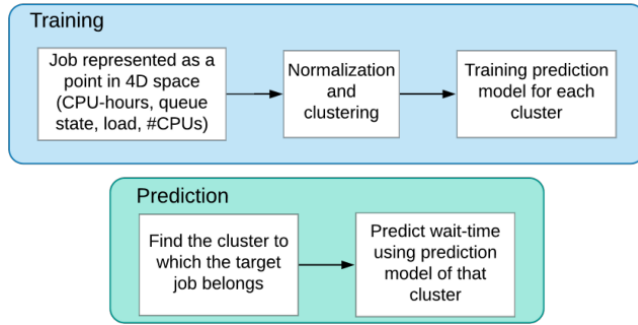 Training
Job represented as a
point in 4D space
(CPU-hours, queue
state, load, #CPUs)
Normalization
and
clustering
Training prediction
model for each
cluster
Prediction
Find the cluster to
which the target
job belongs
Predict wait-time
using prediction
model of that
cluster